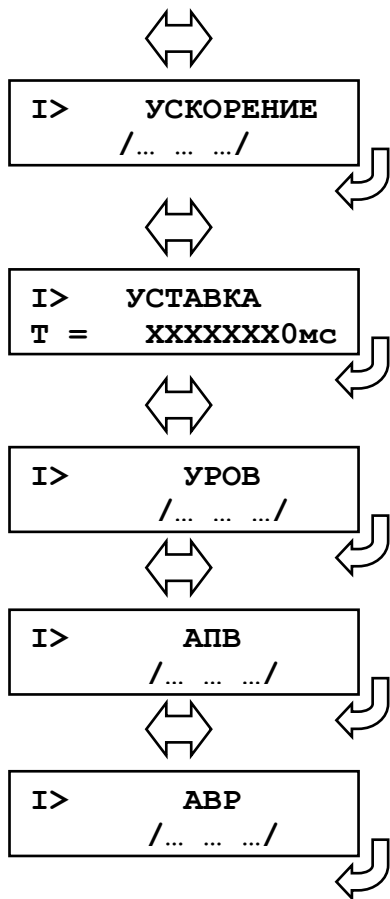 I> УСКОРЕНИЕ
/… … …/
I> УСТАВКА
T = XXXXXXX0мс
I> УРОВ
/… … …/
I> АПВ
/… … …/
I> АВР
/… … …/